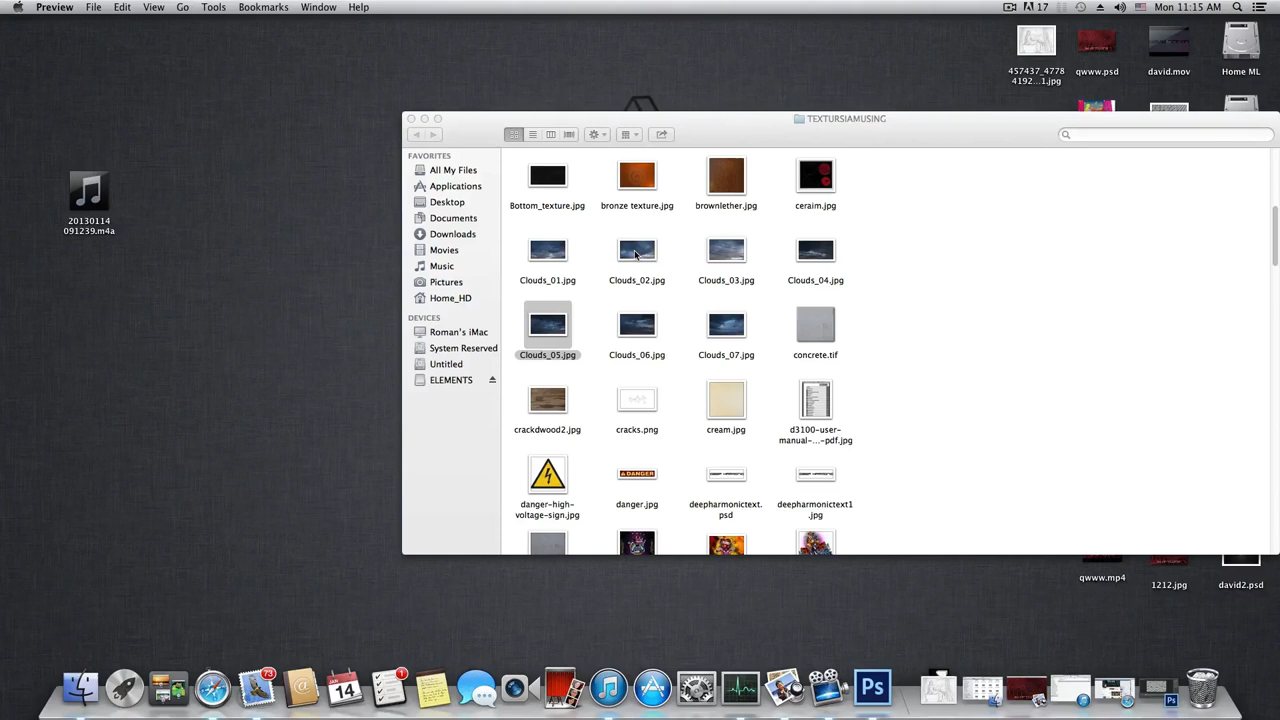 Preview File Edit View Go Tools Bookmarks Window Help
17 Mon 11:15 AM
457437_4778
4192...1.jpg
qwww.psd
david.mov
Home ML
20130114
091239.m4a
TEXTURSIAMUSING
FAVORITES
All My Files
Applications
Desktop
Documents
Downloads
Movies
Music
Pictures
Home_HD
DEVICES
Roman's iMac
System Reserved
Untitled
ELEMENTS
Bottom_texture.jpg
bronze texture.jpg
brownlether.jpg
ceraim.jpg
Clouds_01.jpg
Clouds_02.jpg
Clouds_03.jpg
Clouds_04.jpg
Clouds_05.jpg
Clouds_06.jpg
Clouds_07.jpg
concrete.tif
crackdwood2.jpg
cracks.png
cream.jpg
d3100-user-
manual-...-pdf.jpg
DANGER
danger-high-
voltage-sign.jpg
danger.jpg
deepharmonictext.
psd
deepharmonictext1
.jpg
qwww.mp4
1212.jpg
david2.psd
73
JAN
14
1
Ps